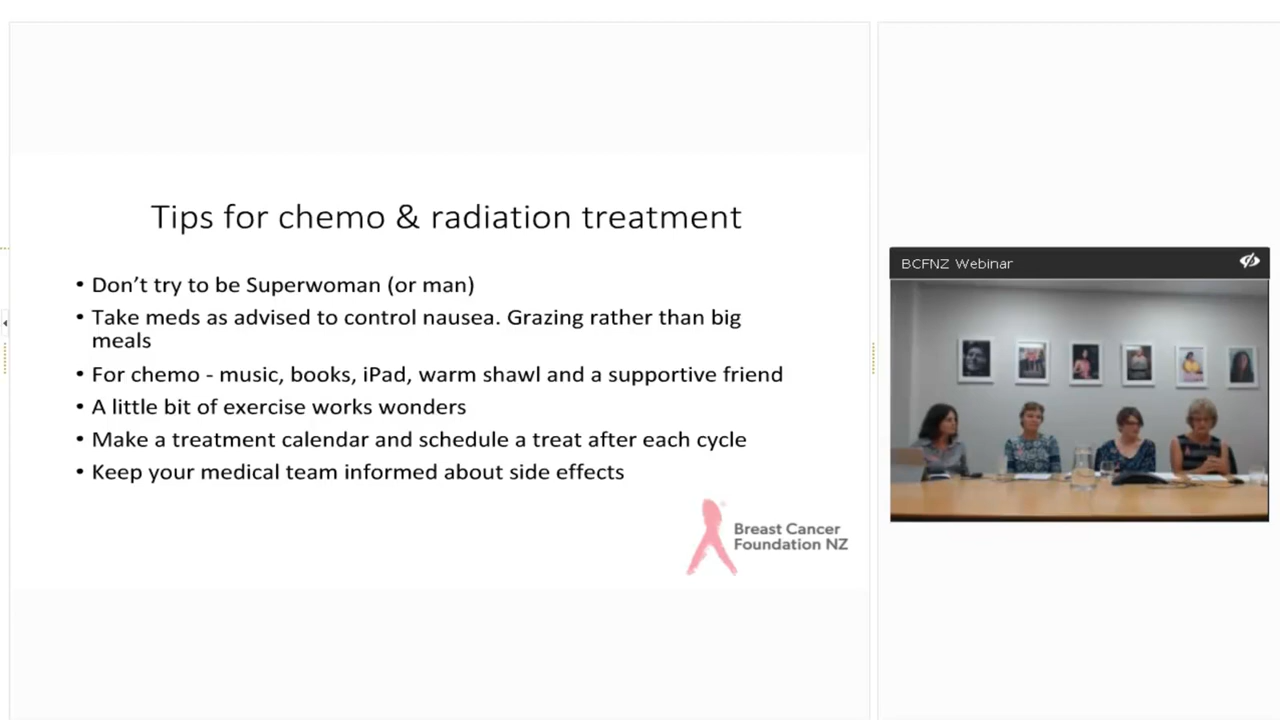 Tips for chemo & radiation treatment
• Don’t try to be Superwoman (or man)
• Take meds as advised to control nausea. Grazing rather than big
meals
• For chemo - music, books, iPad, warm shawl and a supportive friend
• A little bit of exercise works wonders
• Make a treatment calendar and schedule a treat after each cycle
• Keep your medical team informed about side effects
Breast Cancer
Foundation NZ
BCFNZ Webinar